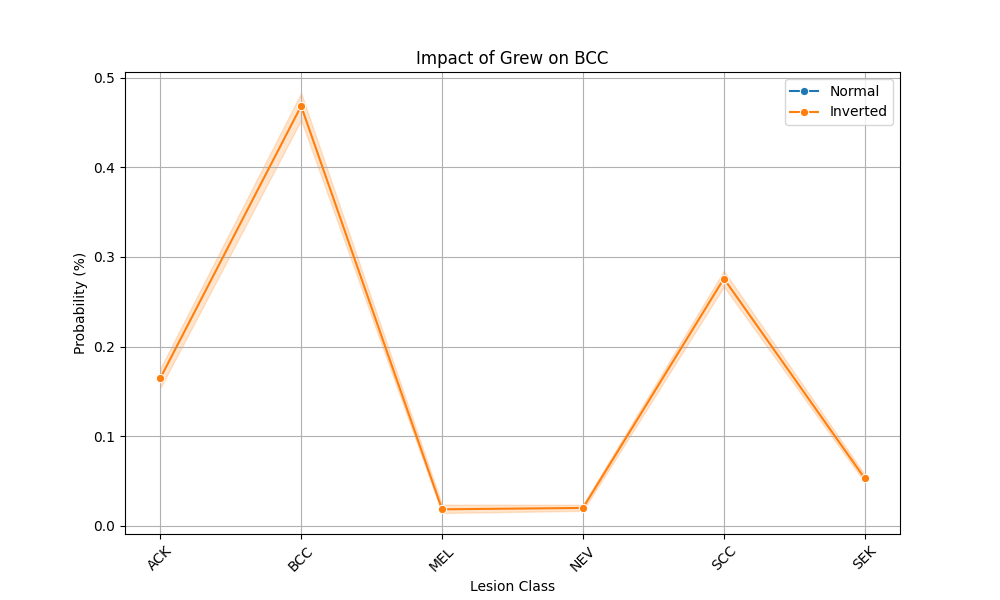 Impact of Grew on BCC
Normal
Inverted
Probability (%)
0.5
0.4
0.3
0.2
0.1
0.0
ACK
BCC
MEL
NEV
SCC
SEK
Lesion Class